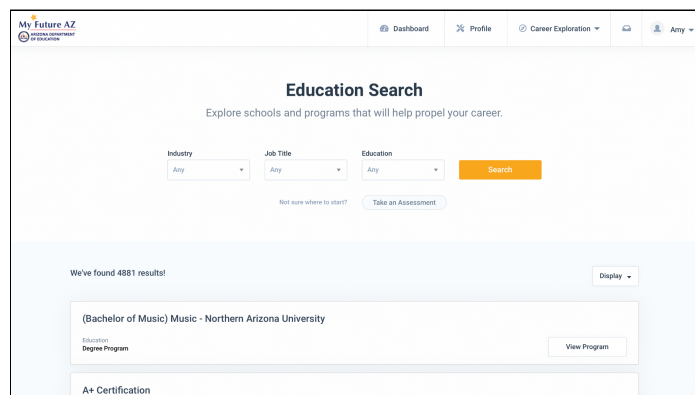 My Future AZ
ARIZONA DEPARTMENT
OF EDUCATION
Dashboard
Profile
Career Exploration
Amy
Education Search
Explore schools and programs that will help propel your career.
Industry
Job Title
Education
Any
Any
Any
Search
Not sure where to start?
Take an Assessment
We've found 4881 results!
Display
(Bachelor of Music) Music - Northern Arizona University
Education
Degree Program
View Program
A+ Certification